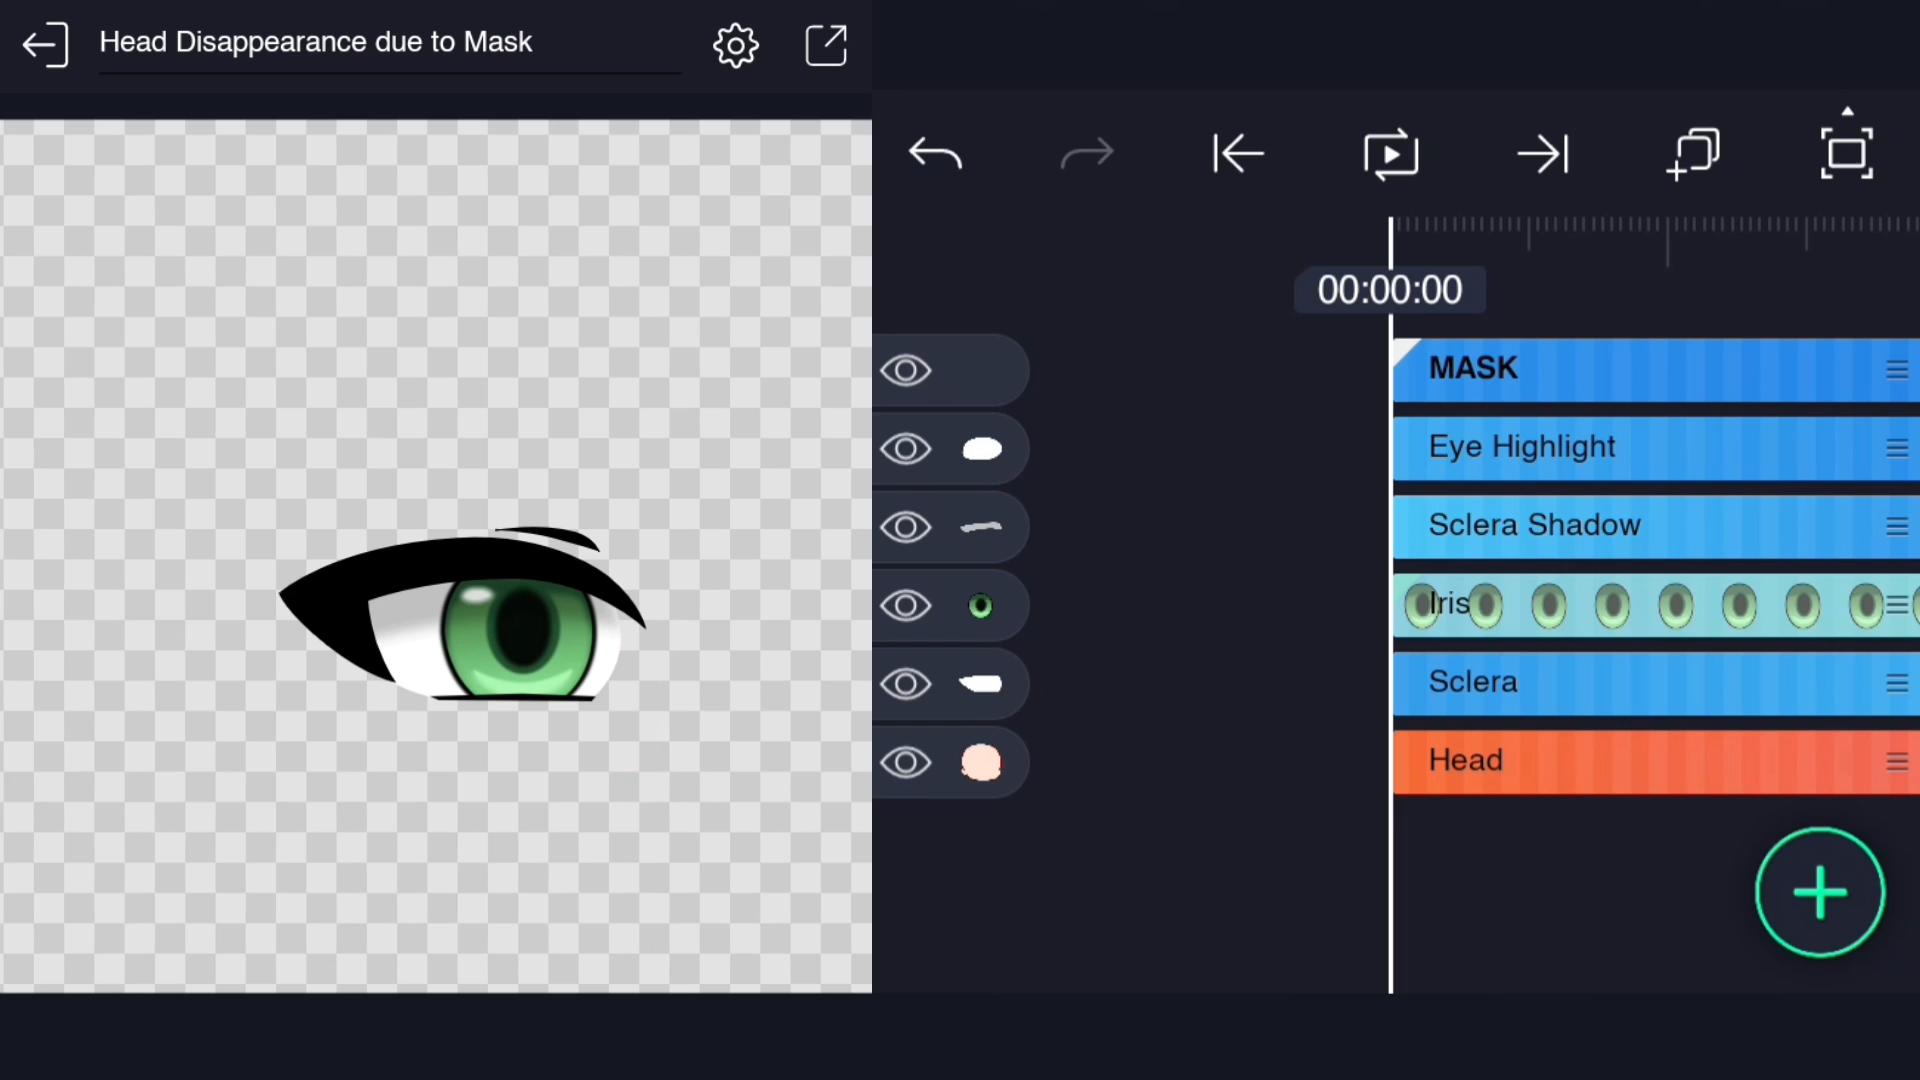 Head Disappearance due to Mask
00:00:00
MASK
Eye Highlight
Sclera Shadow
Iris
Sclera
Head